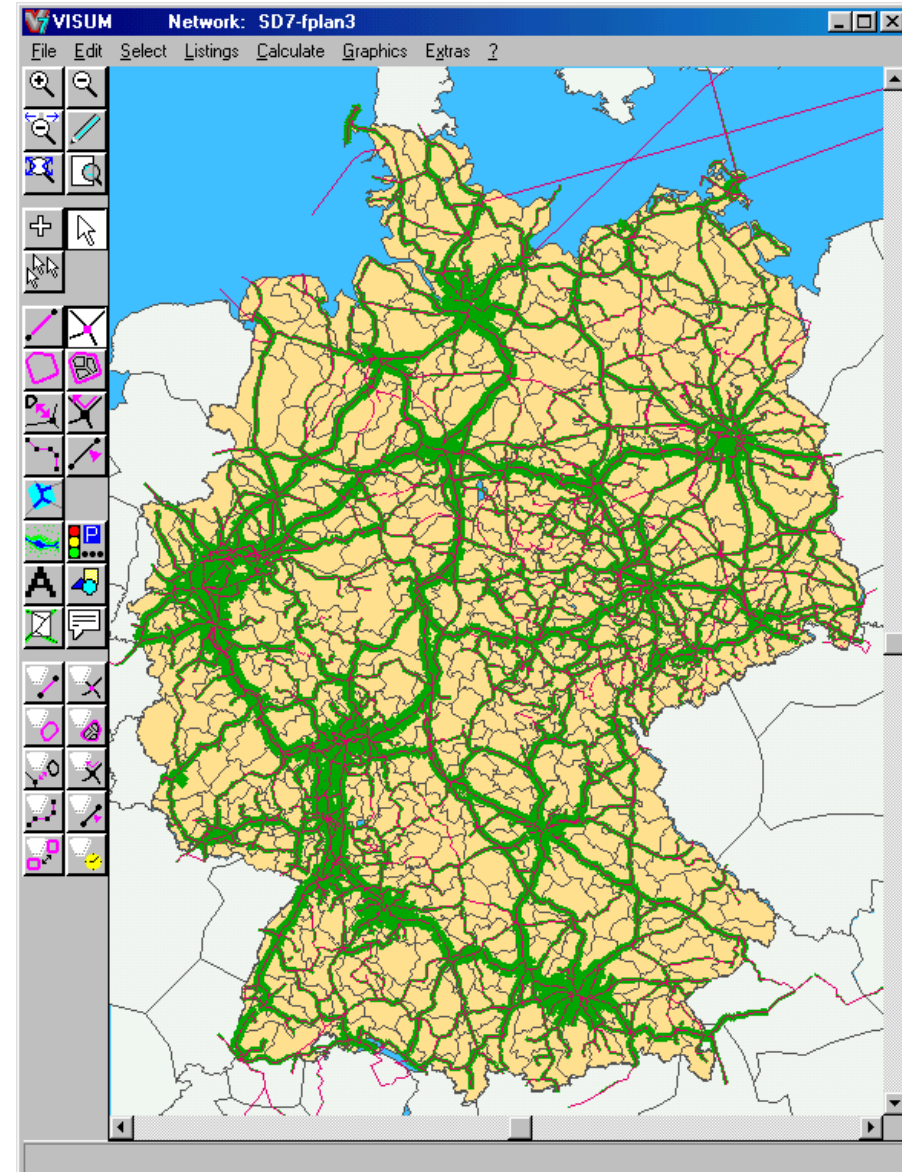 VISUM Network: SD7-fplan3
File Edit Select Listings Calculate Graphics Extras ?
P
A